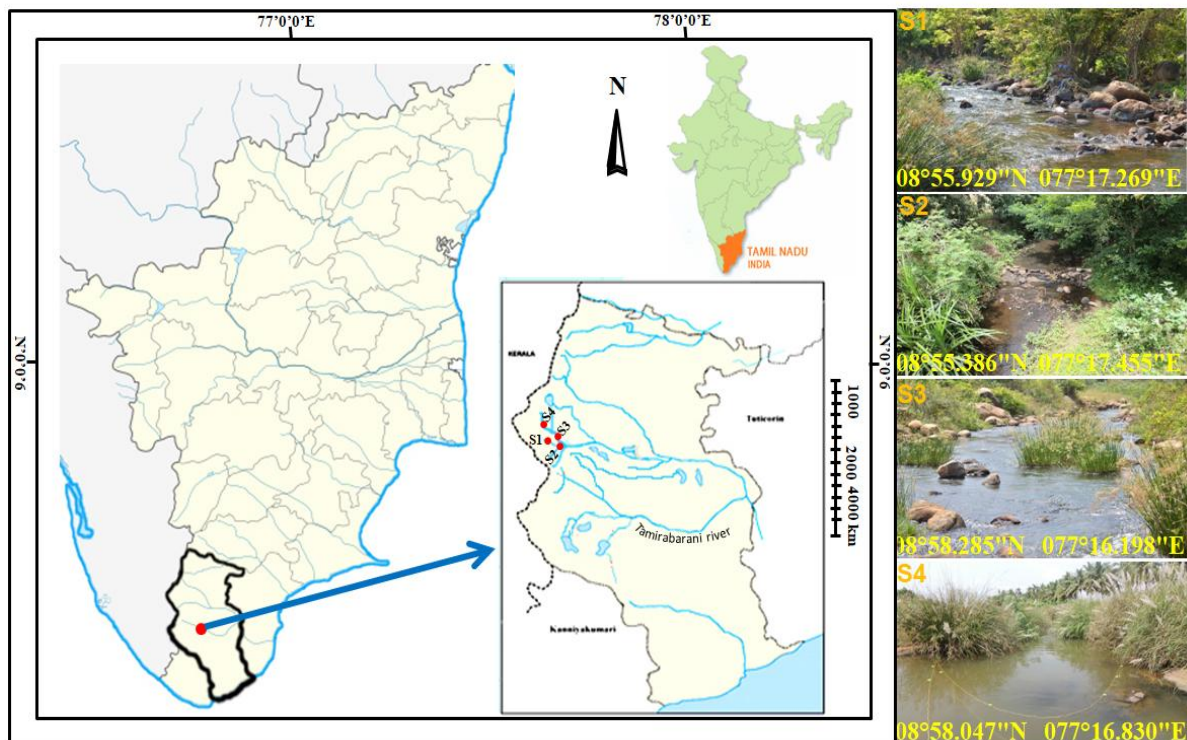 77°0'0'E
78°0'0'E
9.0'0.N
9,0,0.N
N
TAMIL NADU
INDIA
KERALA
Tuticorin
S4
S3
S1
S2
Tamirabarani river
Kanniyakumari
1000
2000
4000 km
S1
08°55.929"N 077°17.269"E
S2
08°55.386"N 077°17.455"E
S3
08°58.285"N 077°16.198"E
S4
08°58.047"N 077°16.830"E